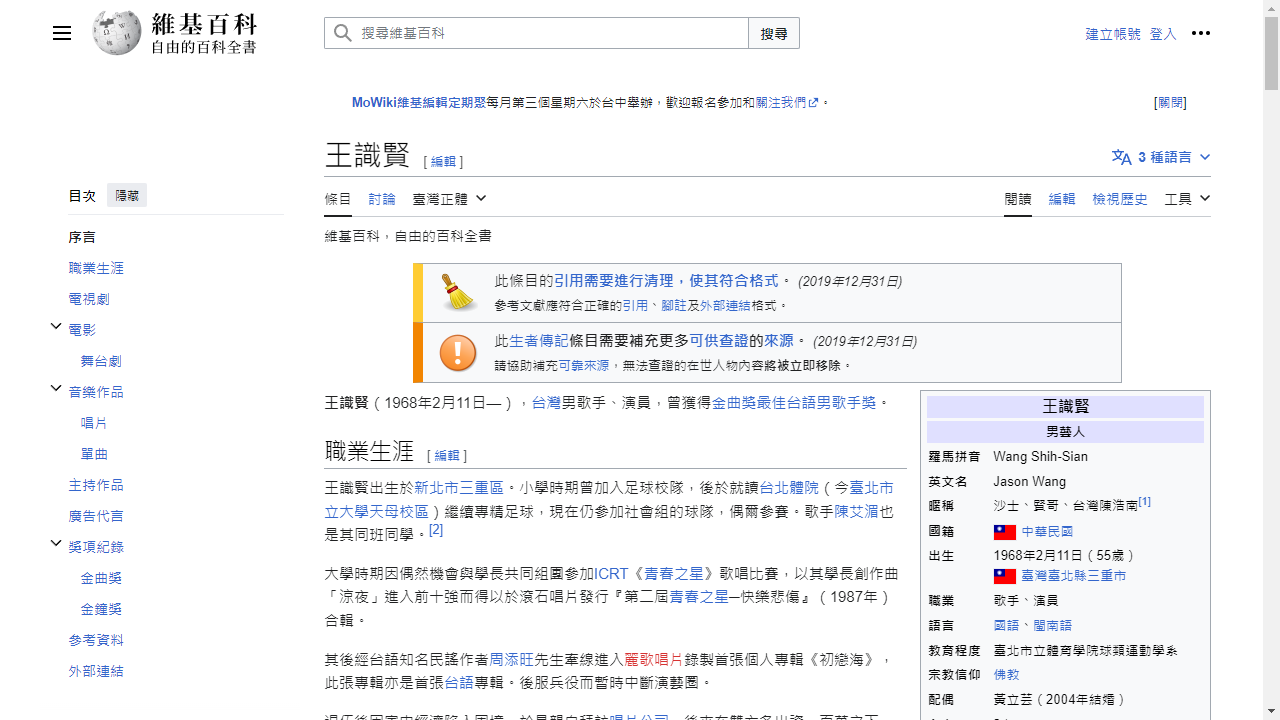 維基百科
自由的百科全書
搜尋維基百科
搜尋
建立帳號 登入
MoWiki維基編輯定期聚每月第三個星期六於台中舉辦，歡迎報名參加和關注我們。
[關閉]
王識賢 [ 編輯 ]
3 種語言
目次 隱藏
序言
職業生涯
電視劇
電影
舞台劇
音樂作品
唱片
單曲
主持作品
廣告代言
獎項紀錄
金曲獎
金鐘獎
參考資料
外部連結
條目 討論 臺灣正體
閱讀 編輯 檢視歷史 工具
維基百科，自由的百科全書
此條目的引用需要進行清理，使其符合格式。 (2019年12月31日)
參考文獻應符合正確的引用、腳註及外部連結格式。
此生者傳記條目需要補充更多可供查證的來源。 (2019年12月31日)
請協助補充可靠來源，無法查證的在世人物內容將被立即移除。
王識賢（1968年2月11日—），台灣男歌手、演員，曾獲得金曲獎最佳台語男歌手獎。
職業生涯 [ 編輯 ]
王識賢出生於新北市三重區。小學時期曾加入足球校隊，後於就讀台北體院（今臺北市
立大學天母校區）繼續專精足球，現在仍參加社會組的球隊，偶爾參賽。歌手陳艾湄也
是其同班同學。[2]
大學時期因偶然機會與學長共同組團參加ICRT《青春之星》歌唱比賽，以其學長創作曲
「涼夜」進入前十強而得以於滾石唱片發行『第二屆青春之星─快樂悲傷』（1987年）
合輯。
其後經台語知名民謠作者周添旺先生牽線進入麗歌唱片錄製首張個人專輯《初戀海》，
此張專輯亦是首張台語專輯。後服兵役而暫時中斷演藝圈。
王識賢
男藝人
羅馬拼音 Wang Shih-Sian
英文名 Jason Wang
暱稱 沙士、賢哥、台灣陳浩南[1]
國籍 中華民國
出生 1968年2月11日（55歲）
臺灣臺北縣三重市
職業 歌手、演員
語言 國語、閩南語
教育程度 臺北市立體育學院球類運動學系
宗教信仰 佛教
配偶 黃立芸（2004年結婚）